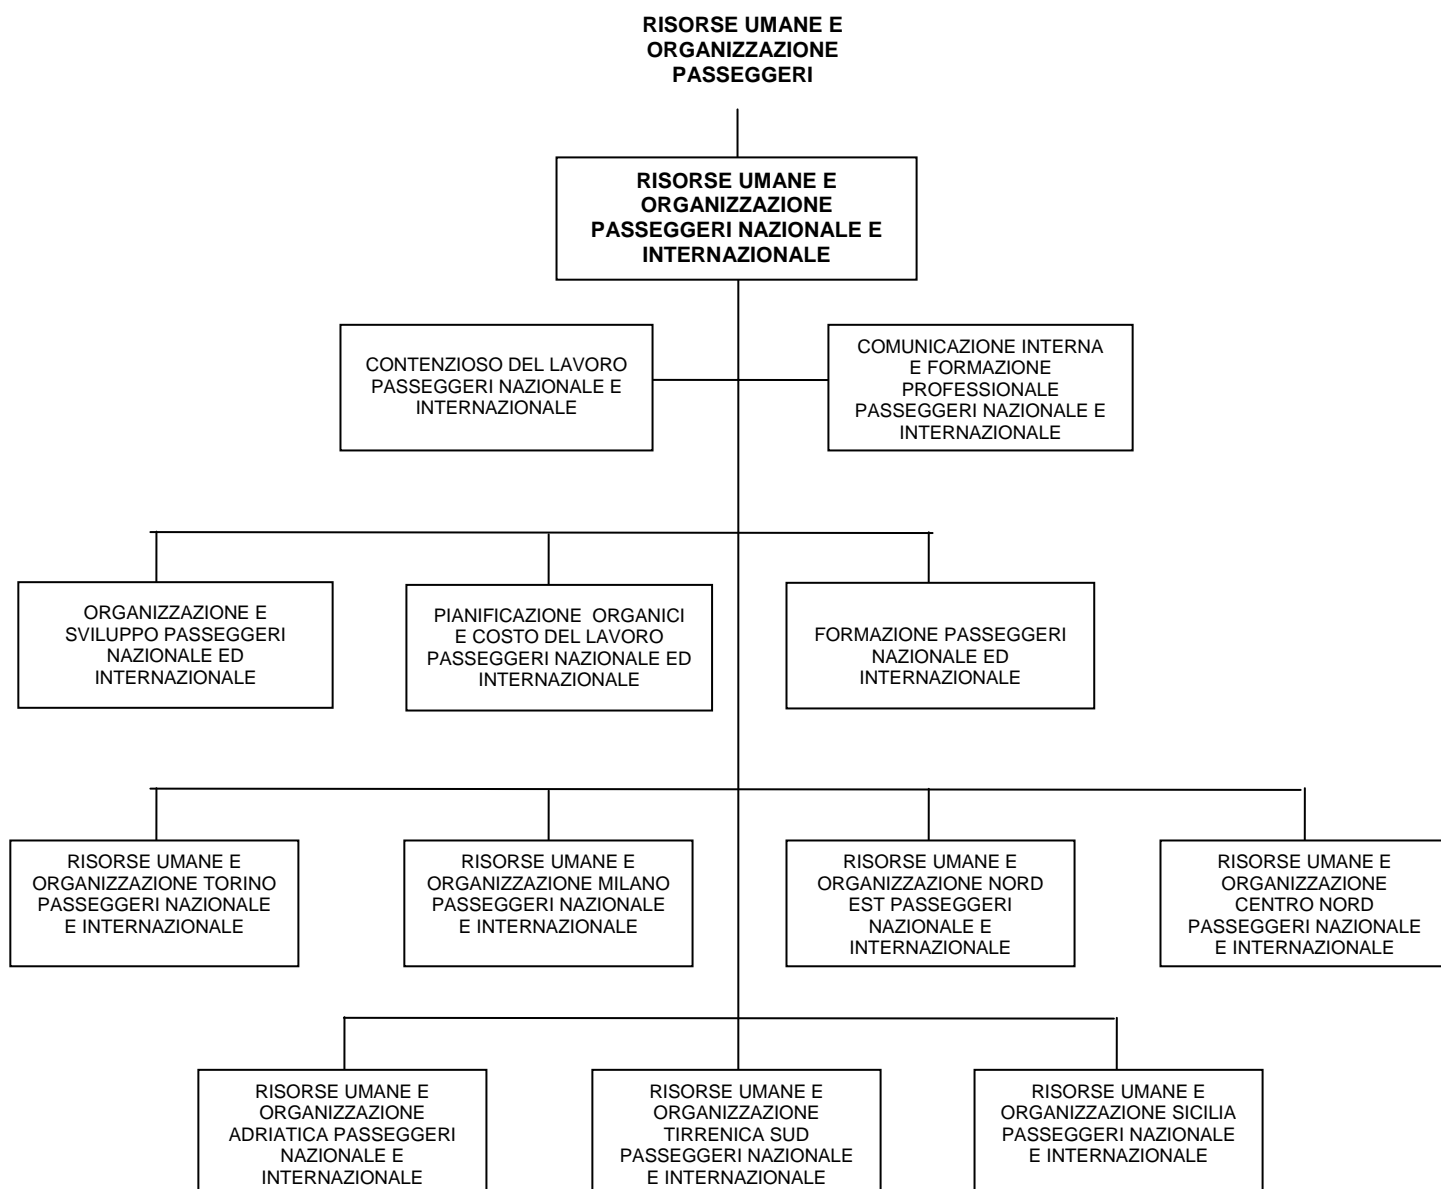 RISORSE UMANE E
ORGANIZZAZIONE
PASSEGGERI
RISORSE UMANE E
ORGANIZZAZIONE
PASSEGGERI NAZIONALE E
INTERNAZIONALE
CONTENZIOSO DEL LAVORO
PASSEGGERI NAZIONALE E
INTERNAZIONALE
COMUNICAZIONE INTERNA
E FORMAZIONE
PROFESSIONALE
PASSEGGERI NAZIONALE E
INTERNAZIONALE
ORGANIZZAZIONE E
SVILUPPO PASSEGGERI
NAZIONALE ED
INTERNAZIONALE
PIANIFICAZIONE ORGANICI
E COSTO DEL LAVORO
PASSEGGERI NAZIONALE ED
INTERNAZIONALE
FORMAZIONE PASSEGGERI
NAZIONALE ED
INTERNAZIONALE
RISORSE UMANE E
ORGANIZZAZIONE TORINO
PASSEGGERI NAZIONALE
E INTERNAZIONALE
RISORSE UMANE E
ORGANIZZAZIONE MILANO
PASSEGGERI NAZIONALE
E INTERNAZIONALE
RISORSE UMANE E
ORGANIZZAZIONE NORD
EST PASSEGGERI
NAZIONALE E
INTERNAZIONALE
RISORSE UMANE E
ORGANIZZAZIONE
CENTRO NORD
PASSEGGERI NAZIONALE
E INTERNAZIONALE
RISORSE UMANE E
ORGANIZZAZIONE
ADRIATICA PASSEGGERI
NAZIONALE E
INTERNAZIONALE
RISORSE UMANE E
ORGANIZZAZIONE
TIRRENICA SUD
PASSEGGERI NAZIONALE
E INTERNAZIONALE
RISORSE UMANE E
ORGANIZZAZIONE SICILIA
PASSEGGERI NAZIONALE
E INTERNAZIONALE